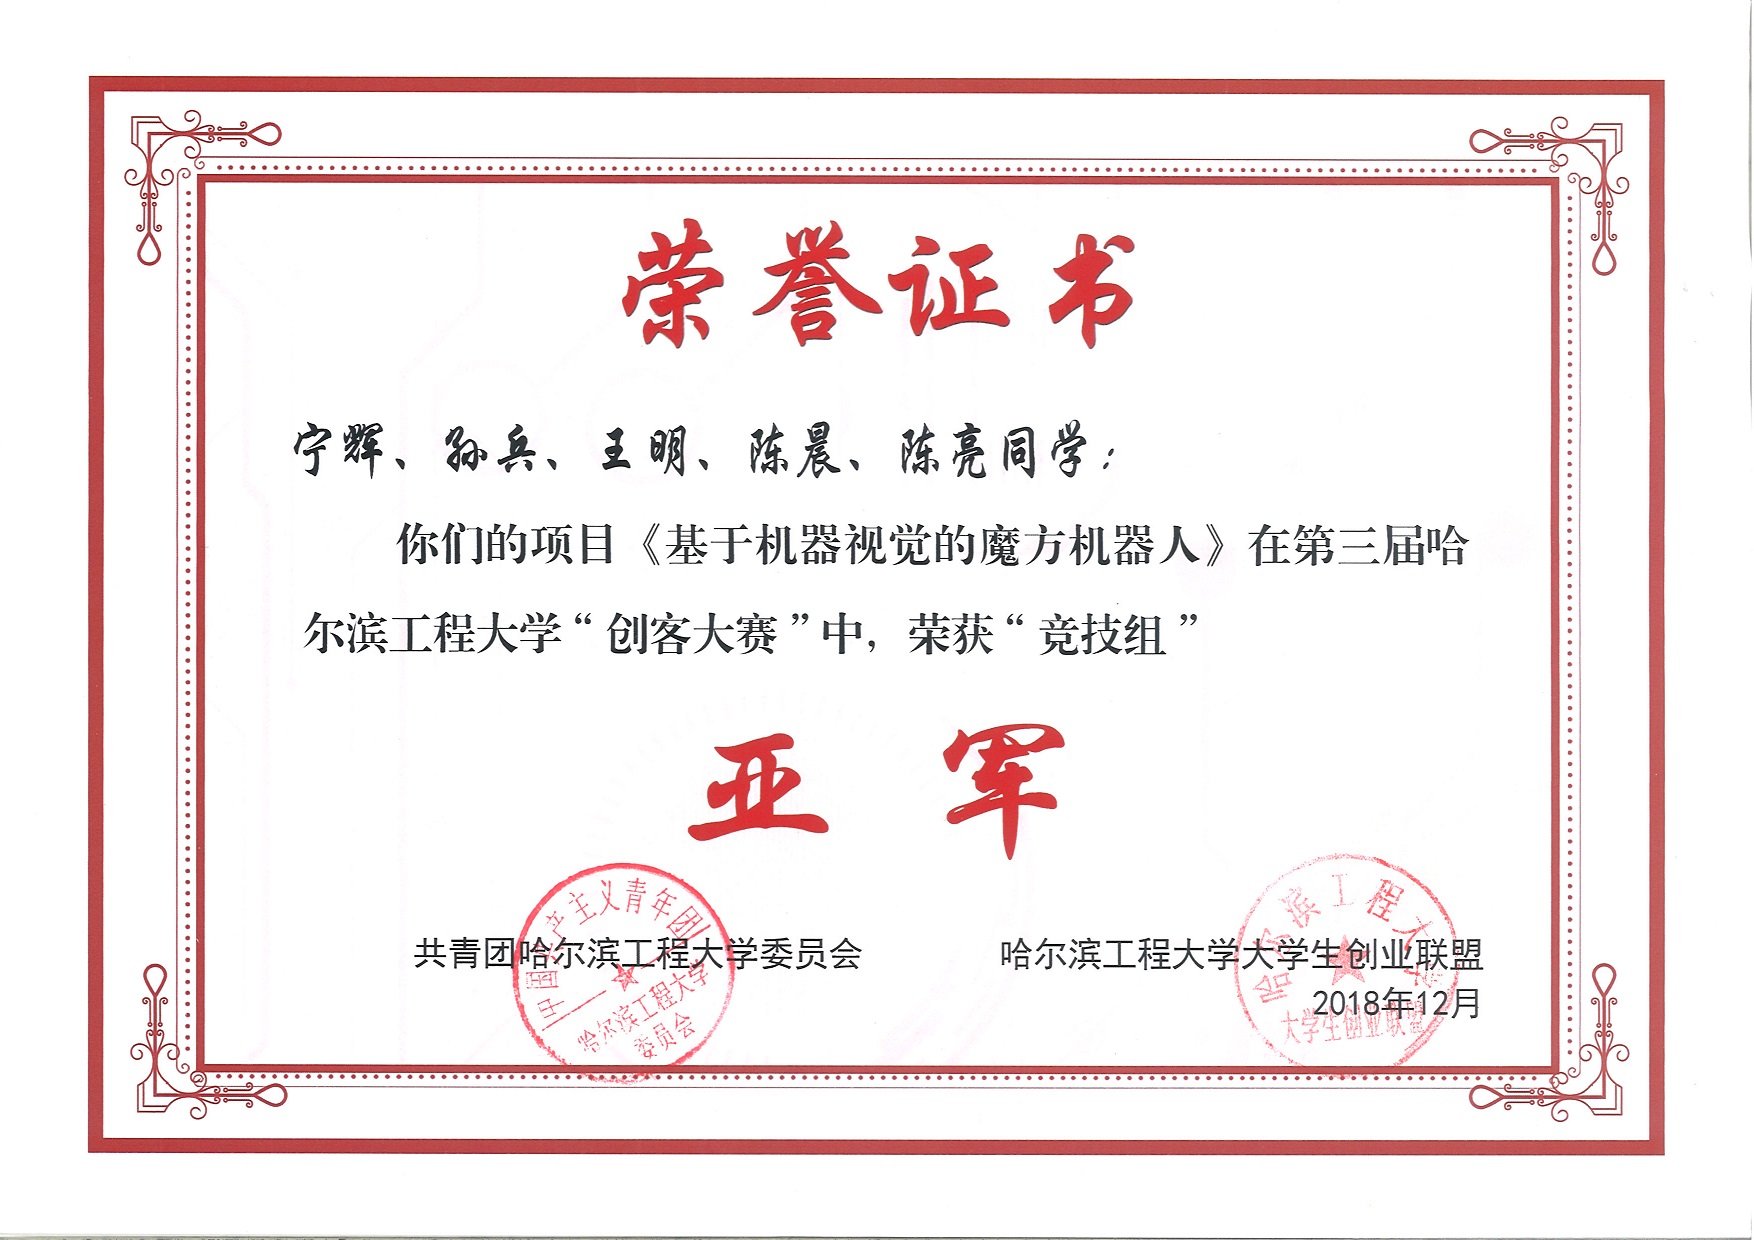 荣誉证书
宁辉、孙兵、王明、陈晨、陈亮同学:
你们的项目《基于机器视觉的魔方机器人》在第三届哈
尔滨工程大学“创客大赛”中，荣获“竞技组”
亚军
共青团哈尔滨工程大学委员会
哈尔滨工程大学大学生创业联盟
2018年12月
中国共产主义青年团
哈尔滨工程大学
委员会
哈尔滨工程大学
大学生创业联盟